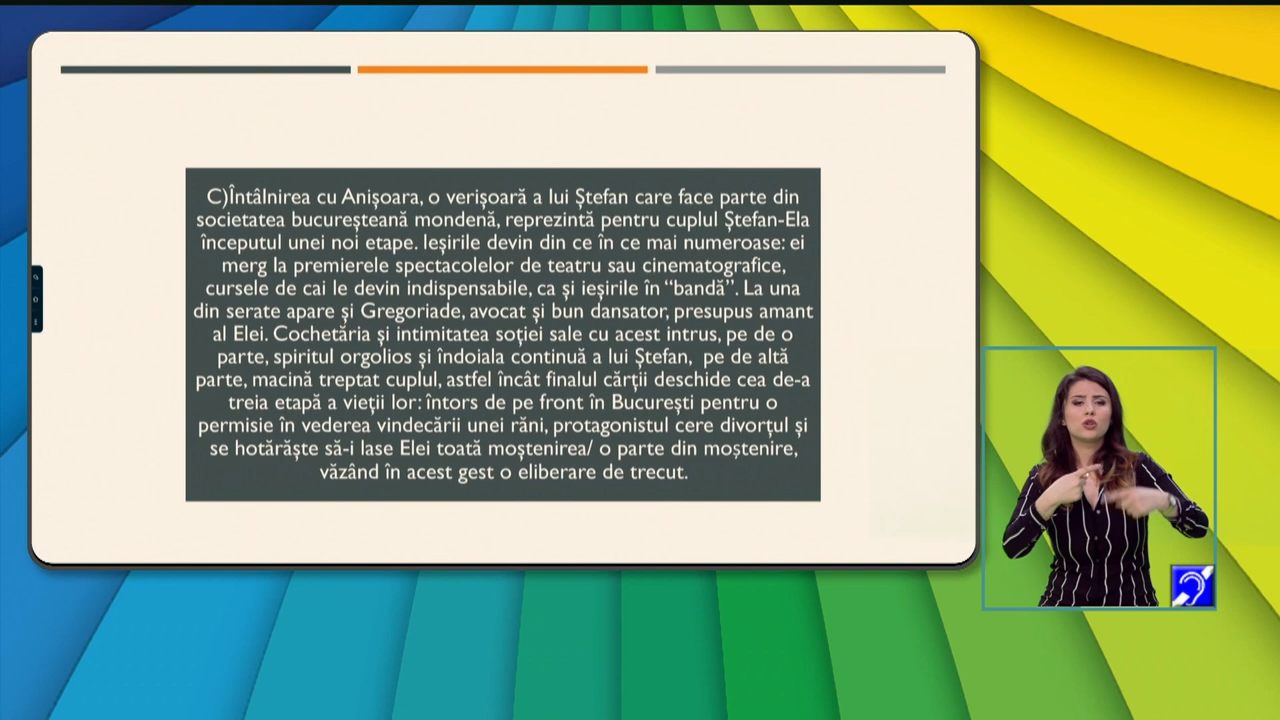 C)Întâlnirea cu Anișoara, o verișoară a lui Ștefan care face parte din
societatea bucureșteană mondenă, reprezintă pentru cuplul Ștefan-Ela
începutul unei noi etape. Ieșirile devin din ce în ce mai numeroase: ei
merg la premierele spectacolelor de teatru sau cinematografice,
cursele de cai le devin indispensabile, ca și ieșirile în “bandă”. La una
din serate apare și Gregoriade, avocat și bun dansator, presupus amant
al Elei. Cochetăria și intimitatea soției sale cu acest intrus, pe de o
parte, spiritul orgolios și îndoiala continuă a lui Ștefan,  pe de altă
parte, macină treptat cuplul, astfel încât finalul cărții deschide cea de-a
treia etapă a vieții lor: întors de pe front în București pentru o
permisie în vederea vindecării unei răni, protagonistul cere divorțul și
se hotărăște să-i lase Elei toată moștenirea/ o parte din moștenire,
văzând în acest gest o eliberare de trecut.